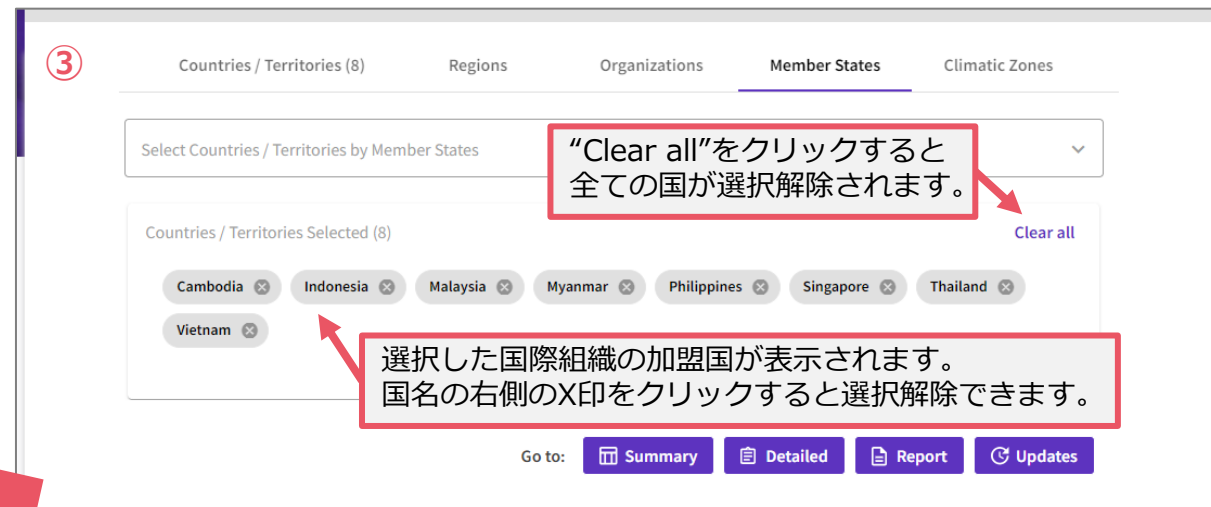 ③
Countries / Territories (8) Regions Organizations Member States Climatic Zones
Select Countries / Territories by Member States
“Clear all”をクリックすると
全ての国が選択解除されます。
Countries / Territories Selected (8) Clear all
Cambodia Indonesia Malaysia Myanmar Philippines Singapore Thailand
Vietnam
選択した国際組織の加盟国が表示されます。
国名の右側のX印をクリックすると選択解除できます。
Go to: Summary Detailed Report Updates